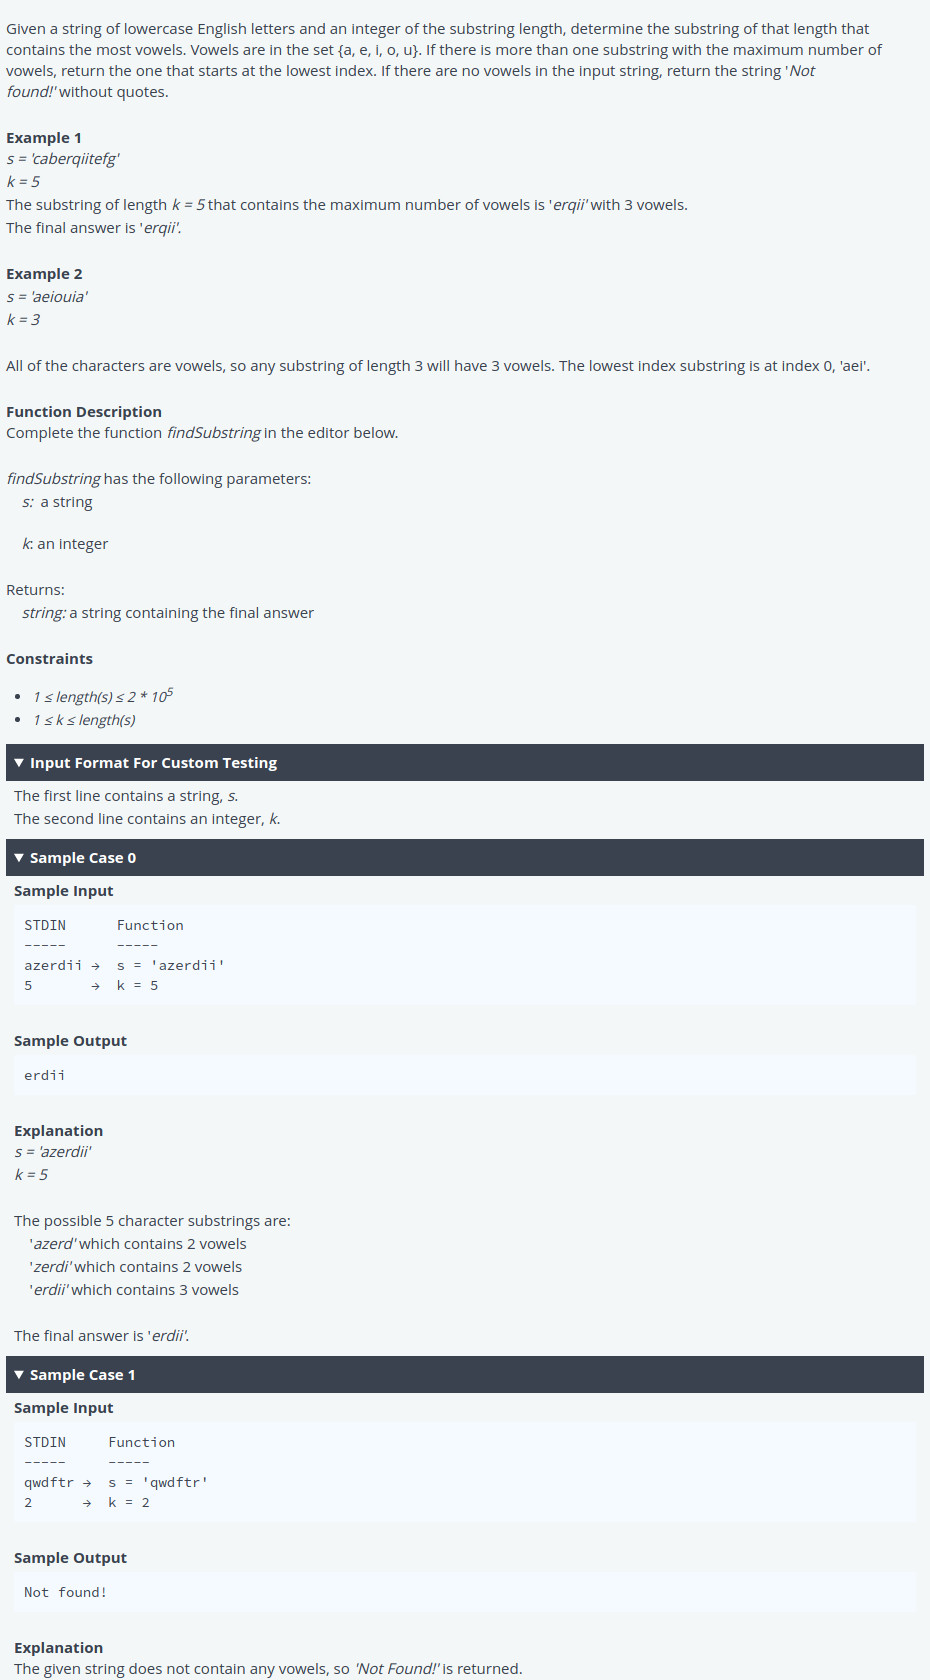 Given a string of lowercase English letters and an integer of the substring length, determine the substring of that length that
contains the most vowels. Vowels are in the set {a, e, i, o, u}. If there is more than one substring with the maximum number of
vowels, return the one that starts at the lowest index. If there are no vowels in the input string, return the string 'Not
found!' without quotes.
Example 1
s = 'caberqiitefg'
k = 5
The substring of length k = 5 that contains the maximum number of vowels is 'erqii' with 3 vowels.
The final answer is 'erqii'.
Example 2
s = 'aeiouia'
k = 3
All of the characters are vowels, so any substring of length 3 will have 3 vowels. The lowest index substring is at index 0, 'aei'.
Function Description
Complete the function findSubstring in the editor below.
findSubstring has the following parameters:
s: a string
k: an integer
Returns:
string: a string containing the final answer
Constraints
• 1 ≤ length(s) ≤ 2 * 10⁵
• 1 ≤ k ≤ length(s)
▼ Input Format For Custom Testing
The first line contains a string, s.
The second line contains an integer, k.
▼ Sample Case 0
Sample Input
STDIN Function
----- -----
azerdii → s = 'azerdii'
5 → k = 5
Sample Output
erdii
Explanation
s = 'azerdii'
k = 5
The possible 5 character substrings are:
'azerd' which contains 2 vowels
'zerdi' which contains 2 vowels
'erdii' which contains 3 vowels
The final answer is 'erdii'.
▼ Sample Case 1
Sample Input
STDIN Function
----- -----
qwdftr → s = 'qwdftr'
2 → k = 2
Sample Output
Not found!
Explanation
The given string does not contain any vowels, so 'Not Found!' is returned.